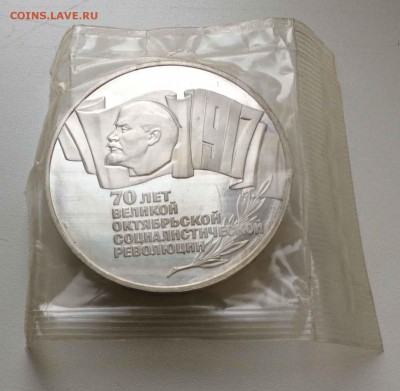 COINS.LAVE.RU
1917
70 ЛЕТ
ВЕЛИКОЙ
ОКТЯБРЬСКОЙ
СОЦИАЛИСТИЧЕСКОЙ
РЕВОЛЮЦИИ